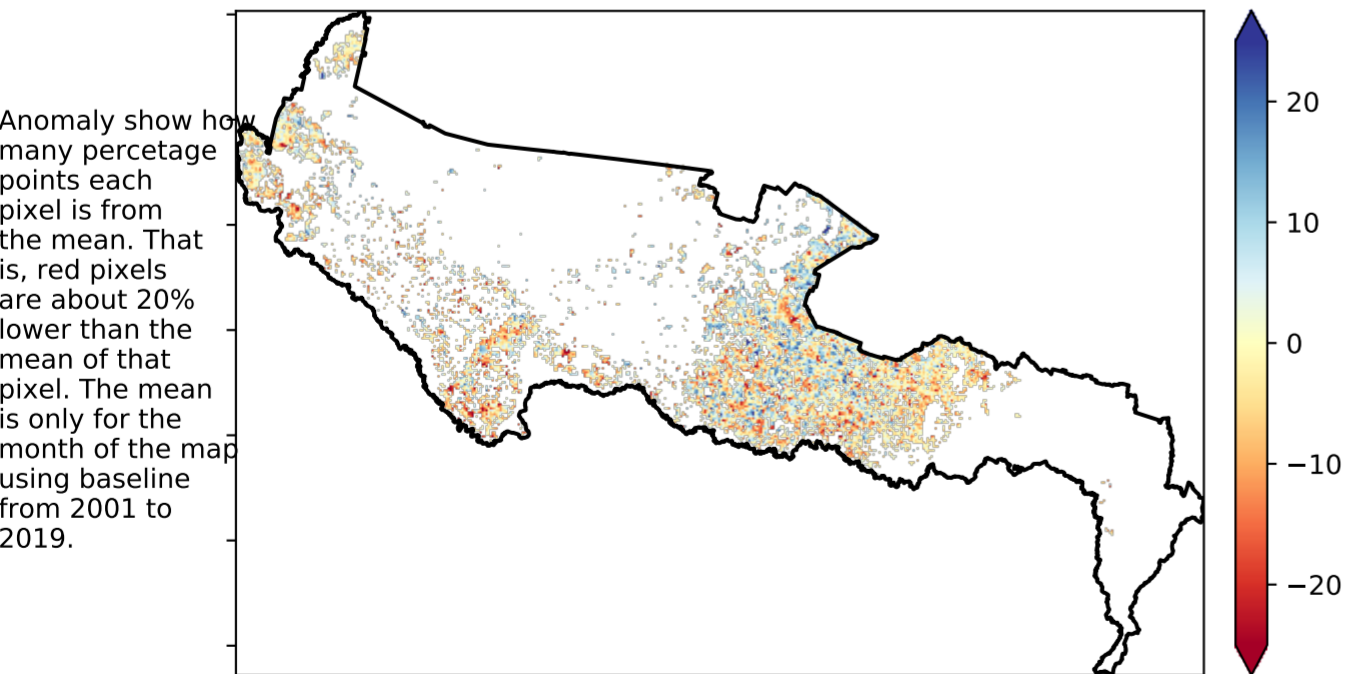 Anomaly show how
many percetage
points each
pixel is from
the mean. That
is, red pixels
are about 20%
lower than the
mean of that
pixel. The mean
is only for the
month of the map
using baseline
from 2001 to
2019.
20
10
0
−10
−20